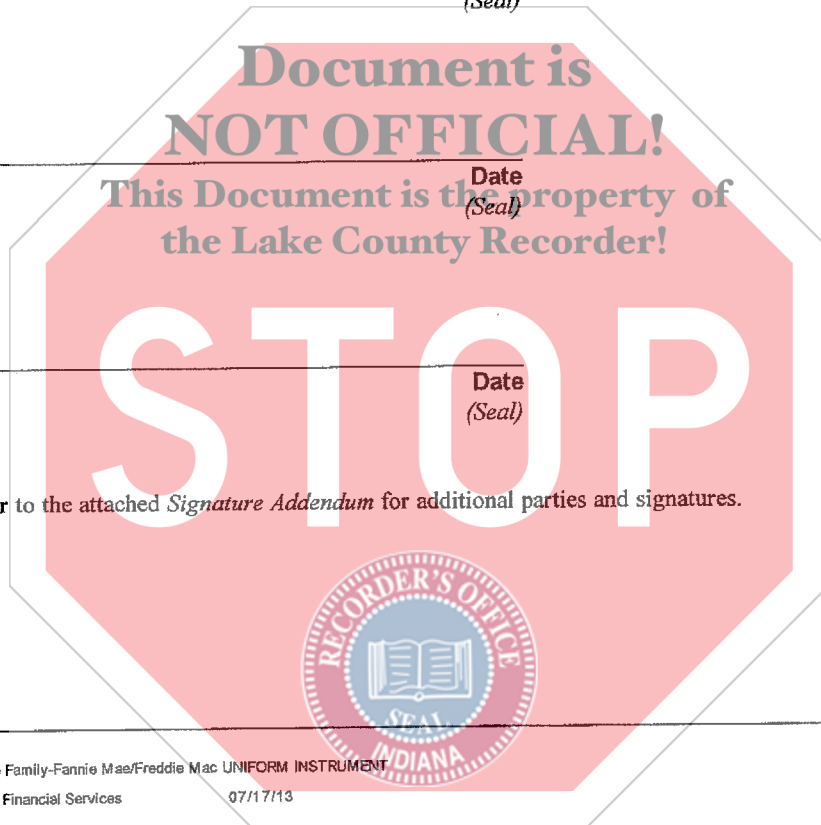 (Seal)
Document is
NOT OFFICIAL!
Date
This Document is the property of
(Seal)
the Lake County Recorder!
STOP
Date
(Seal)
to the attached Signature Addendum for additional parties and signatures.
RECORDER'S OFFICE
SEAL
INDIANA
Family-Fannie Mae/Freddie Mac UNIFORM INSTRUMENT
Financial Services 07/17/13